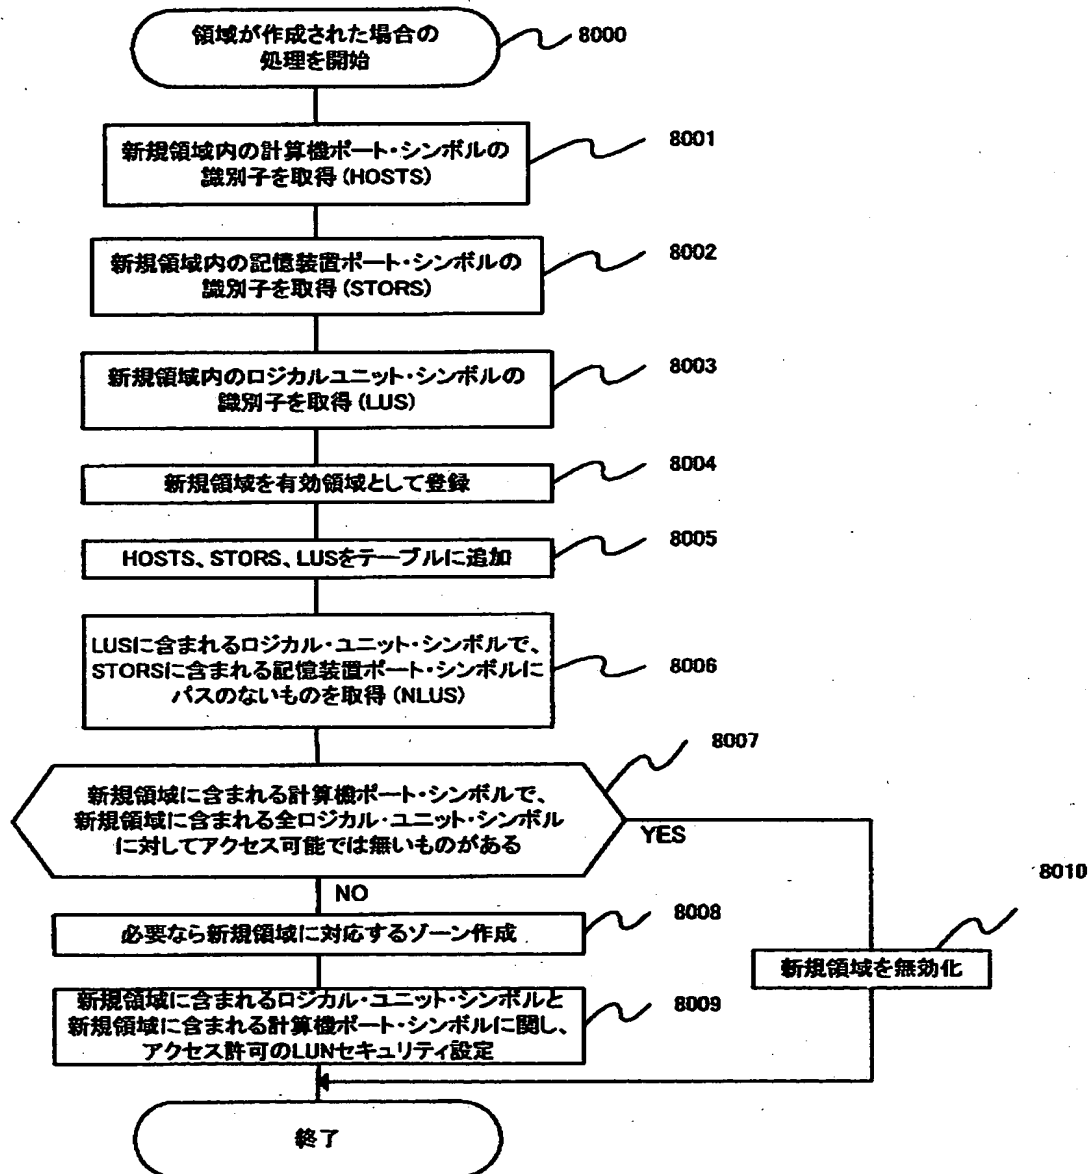 領域が作成された場合の
処理を開始
8000
新規領域内の計算機ポート・シンボルの
識別子を取得(HOSTS)
8001
新規領域内の記憶装置ポート・シンボルの
識別子を取得(STORS)
8002
新規領域内のロジカルユニット・シンボルの
識別子を取得(LUS)
8003
新規領域を有効領域として登録
8004
HOSTS、STORS、LUSをテーブルに追加
8005
LUSに含まれるロジカル・ユニット・シンボルで、
STORSに含まれる記憶装置ポート・シンボルに
パスのないものを取得(NLUS)
8006
8007
新規領域に含まれる計算機ポート・シンボルで、
新規領域に含まれる全ロジカル・ユニット・シンボル
に対してアクセス可能では無いものがある
YES
NO
8010
必要なら新規領域に対応するゾーン作成
8008
新規領域を無効化
新規領域に含まれるロジカル・ユニット・シンボルと
新規領域に含まれる計算機ポート・シンボルに関し、
アクセス許可のLUNセキュリティ設定
8009
終了